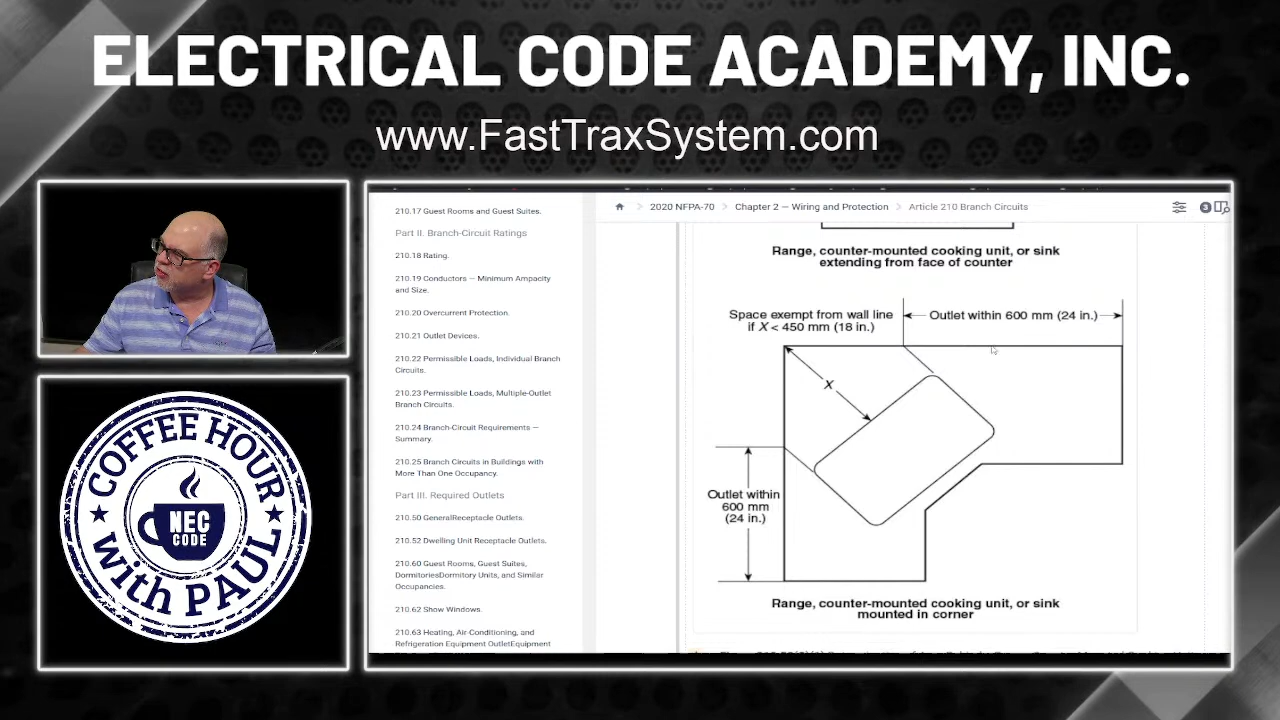 ELECTRICAL CODE ACADEMY, INC.
www.FastTraxSystem.com
COFFEE HOUR
NEC
CODE
with PAUL
210.17 Guest Rooms and Guest Suites.
Part II. Branch-Circuit Ratings
210.18 Rating.
210.19 Conductors — Minimum Ampacity
and Size.
210.20 Overcurrent Protection.
210.21 Outlet Devices.
210.22 Permissible Loads, Individual Branch
Circuits.
210.23 Permissible Loads, Multiple-Outlet
Branch Circuits.
210.24 Branch-Circuit Requirements —
Summary.
210.25 Branch Circuits in Buildings with
More Than One Occupancy.
Part III. Required Outlets
210.50 GeneralReceptacle Outlets.
210.52 Dwelling Unit Receptacle Outlets.
210.60 Guest Rooms, Guest Suites,
DormitoriesDormitory Units, and Similar
Occupancies.
210.62 Show Windows.
210.63 Heating, Air-Conditioning, and
Refrigeration Equipment OutletEquipment
2020 NFPA-70 > Chapter 2 — Wiring and Protection > Article 210 Branch Circuits
3
Range, counter-mounted cooking unit, or sink
extending from face of counter
Space exempt from wall line
if X < 450 mm (18 in.)
Outlet within 600 mm (24 in.)
X
Outlet within
600 mm
(24 in.)
Range, counter-mounted cooking unit, or sink
mounted in corner